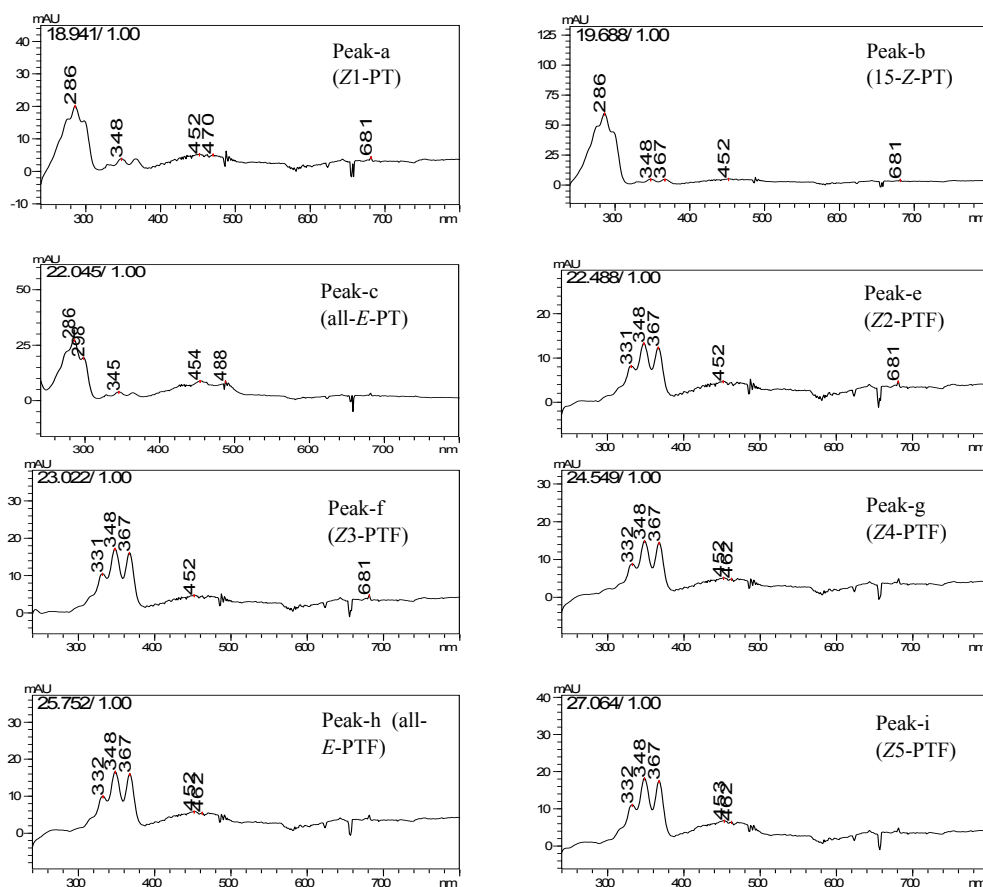 mAU
18.941/ 1.00
Peak-a
(Z1-PT)
40
30
20
10
0
-10
286
348
452
470
681
300 400 500 600 700 nm
mAU
19.688/ 1.00
Peak-b
(15-Z-PT)
125
100
75
50
25
0
286
348
367
452
681
300 400 500 600 700 nm
mAU
22.045/ 1.00
Peak-c
(all-E-PT)
50
25
0
286
298
345
454
488
300 400 500 600 700 nm
mAU
22.488/ 1.00
Peak-e
(Z2-PTF)
20
10
0
331
348
367
452
681
300 400 500 600 700 nm
mAU
23.022/ 1.00
Peak-f
(Z3-PTF)
30
20
10
0
331
348
367
452
681
300 400 500 600 700 nm
mAU
24.549/ 1.00
Peak-g
(Z4-PTF)
30
20
10
0
332
348
367
452
462
300 400 500 600 700 nm
mAU
25.752/ 1.00
Peak-h (all-
E-PTF)
30
20
10
0
332
348
367
452
462
300 400 500 600 700 nm
mAU
27.064/ 1.00
Peak-i
(Z5-PTF)
40
30
20
10
0
332
348
367
453
462
300 400 500 600 700 nm